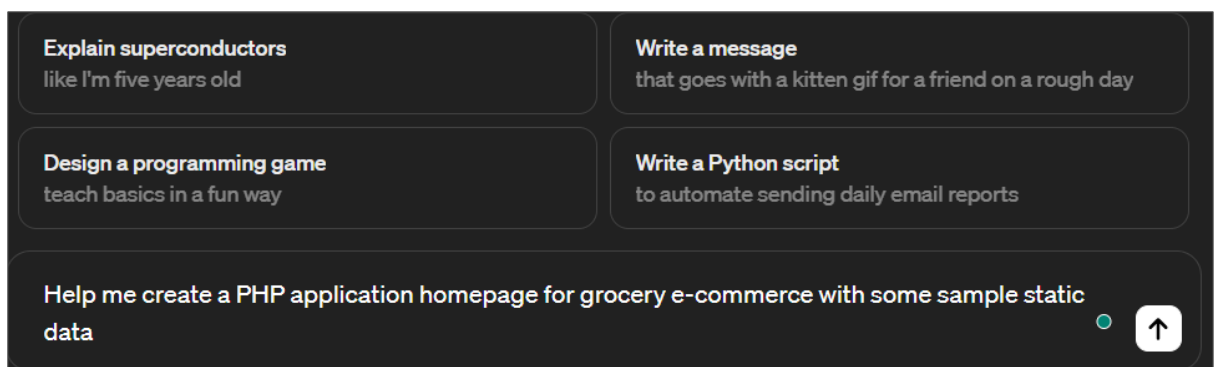 Explain superconductors
like I'm five years old
Write a message
that goes with a kitten gif for a friend on a rough day
Design a programming game
teach basics in a fun way
Write a Python script
to automate sending daily email reports
Help me create a PHP application homepage for grocery e-commerce with some sample static
data